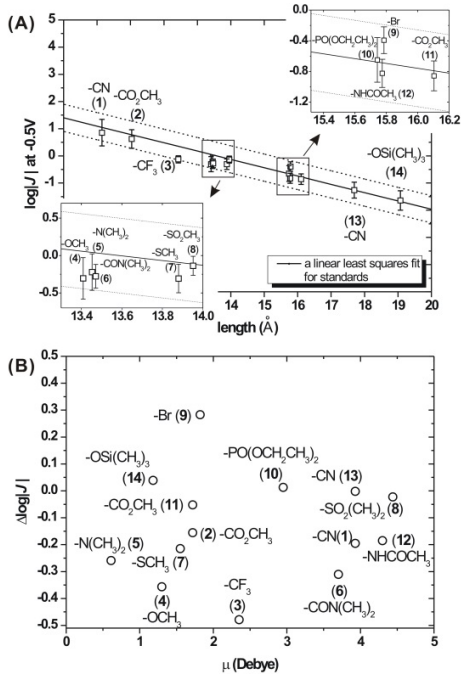 (A)
log|J| at -0.5V
5
4
3
2
1
0
-1
-CN
(1)
-CO₂CH₃
(2)
-CF₃ (3)
0.0
-0.4
-0.8
-1.2
-Br
(9)
-PO(OCH₂CH₃)₂
(10)
-CO₂CH₃
(11)
-NHCOCH₃ (12)
15.4 15.6 15.8 16.0 16.2
-OSi(CH₃)₃
(14)
(13)
-CN
0.5
0.0
-0.5
-N(CH₃)₂
-OCH₃ (5)
(4)
-CON(CH₃)₂
(6)
-SO₂CH₃
-SCH₃ (8)
(7)
13.4 13.6 13.8 14.0
a linear least squares fit
for standards
14 15 16 17 18 19 20
length (Å)
(B)
Δlog|J|
0.5
0.4
0.3
0.2
0.1
0.0
-0.1
-0.2
-0.3
-0.4
-0.5
-Br (9)
-OSi(CH₃)₃
(14)
-PO(OCH₂CH₃)₂
(10)
-CN (13)
-CO₂CH₃ (11)
-SO₂(CH₃)₂ (8)
(2) -CO₂CH₃
-CN(1)
(12)
-NHCOCH₃
-N(CH₃)₂ (5)
-SCH₃ (7)
(4)
-OCH₃
-CF₃
(3)
(6)
-CON(CH₃)₂
0 1 2 3 4 5
μ (Debye)